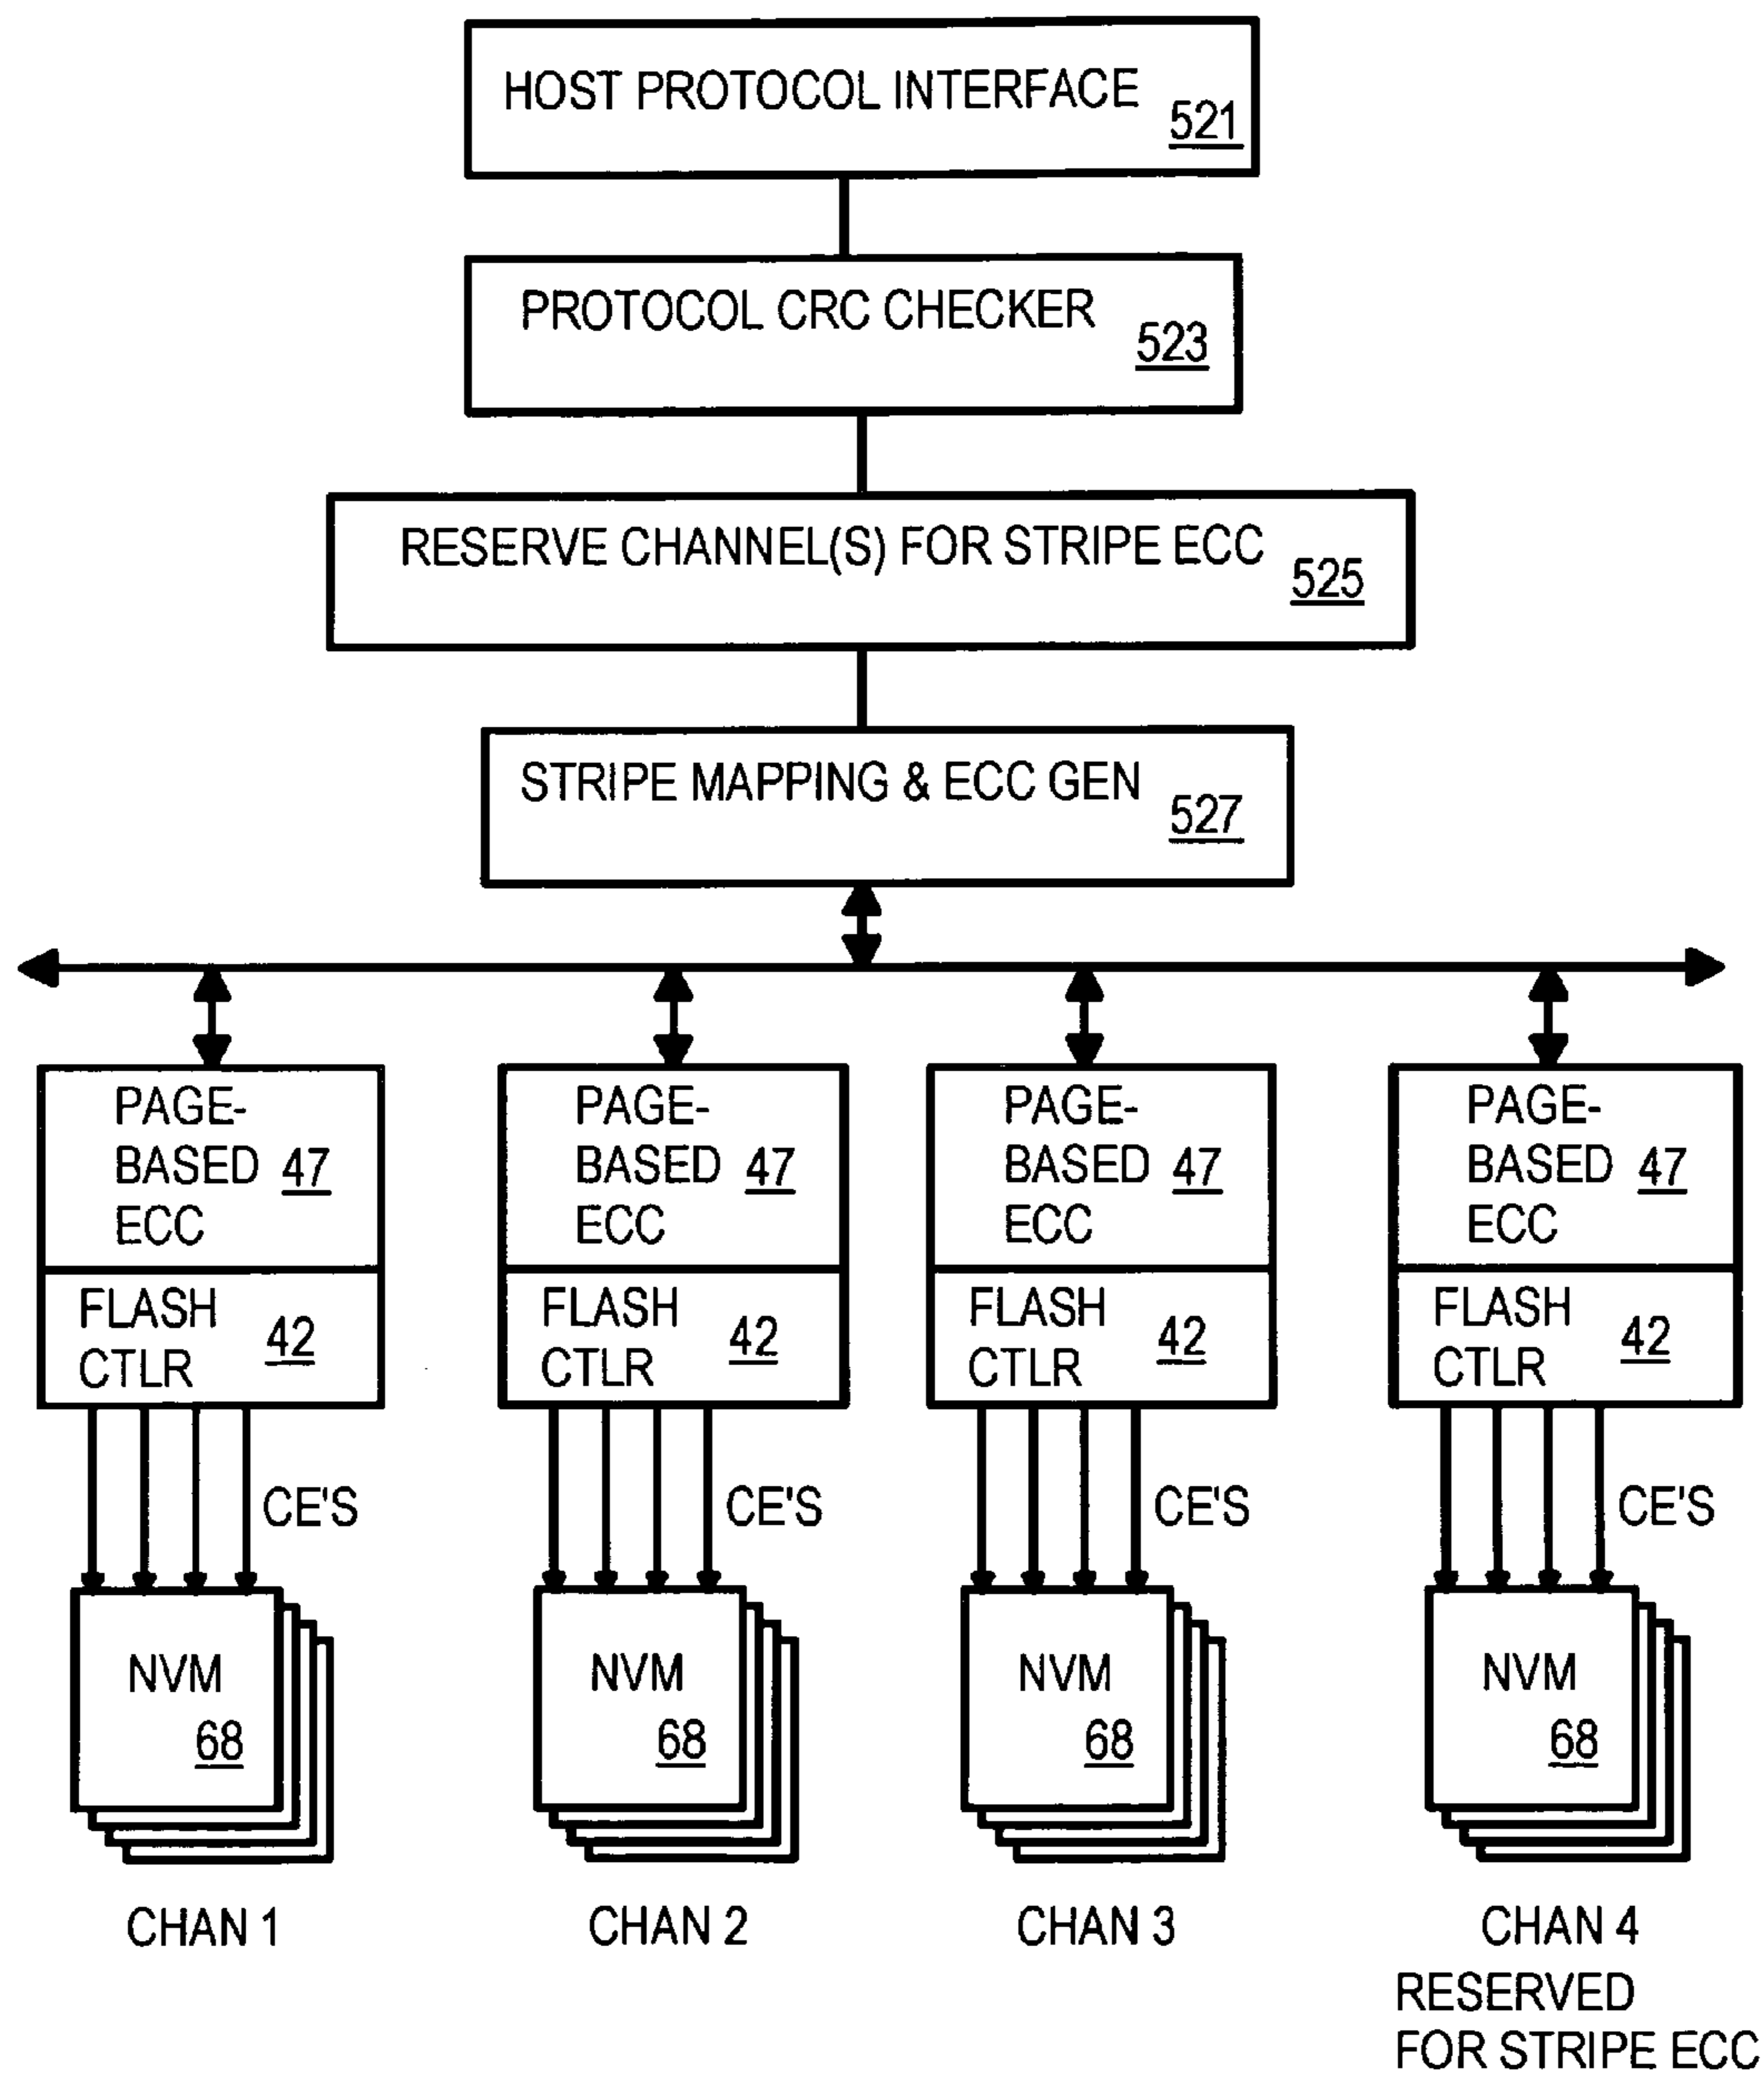 HOST PROTOCOL INTERFACE
521
PROTOCOL CRC CHECKER
523
RESERVE CHANNEL(S) FOR STRIPE ECC
525
STRIPE MAPPING & ECC GEN
527
PAGE-
BASED 47
ECC
FLASH 42
CTLR
CE'S
NVM
68
CHAN 1
PAGE-
BASED 47
ECC
FLASH 42
CTLR
CE'S
NVM
68
CHAN 2
PAGE-
BASED 47
ECC
FLASH 42
CTLR
CE'S
NVM
68
CHAN 3
PAGE-
BASED 47
ECC
FLASH 42
CTLR
CE'S
NVM
68
CHAN 4
RESERVED
FOR STRIPE ECC